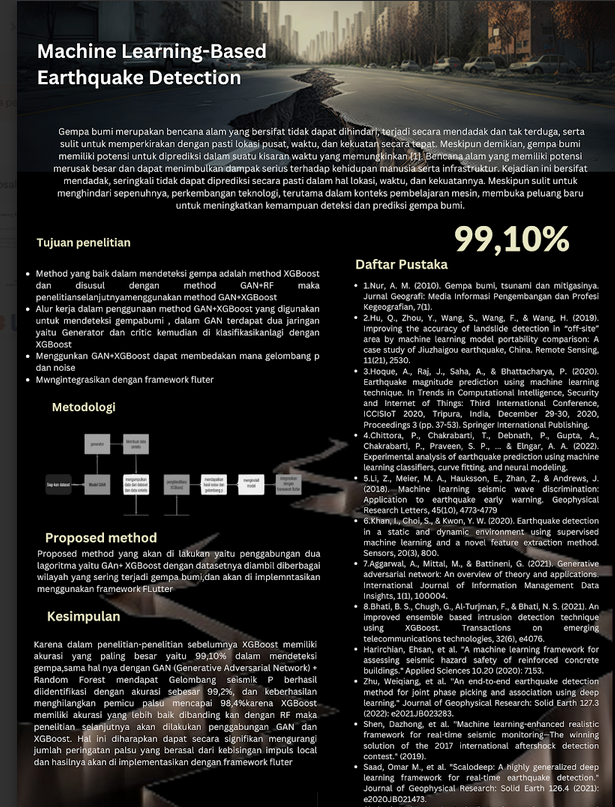 Machine Learning-Based
Earthquake Detection
Gempa bumi merupakan bencana alam yang bersifat tidak dapat dihindari, terjadi secara mendadak dan tak terduga, serta
sulit untuk memperkirakan dengan pasti lokasi pusat, waktu, dan kekuatan secara tepat. Meskipun demikian, gempa bumi
memiliki potensi untuk diprediksi dalam suatu kisaran waktu yang memungkinkan [1]. Bencana alam yang memiliki potensi
merusak besar dan dapat menimbulkan dampak serius terhadap kehidupan manusia serta infrastruktur. Kejadian ini bersifat
mendadak, seringkali tidak dapat diprediksi secara pasti dalam hal lokasi, waktu, dan kekuatannya. Meskipun sulit untuk
menghindari sepenuhnya, perkembangan teknologi, terutama dalam konteks pembelajaran mesin, membuka peluang baru
untuk meningkatkan kemampuan deteksi dan prediksi gempa bumi.
Tujuan penelitian
• Method yang baik dalam mendeteksi gempa adalah method XGBoost
dan disusul dengan method GAN+RF maka
penelitianselanjutnyamenggunakan method GAN+XGBoost
• Alur kerja dalam penggunaan method GAN+XGBoost yang digunakan
untuk mendeteksi gempabumi , dalam GAN terdapat dua jaringan
yaitu Generator dan critic kemudian di klasifikasikanlagi dengan
XGBoost
• Menggunkan GAN+XGBoost dapat membedakan mana gelombang p
dan noise
• Mwngintegrasikan dengan framework fluter
Metodologi
generator
Siap kan dataset
Model GAN
XGBoost
Proposed method
Proposed method yang akan di lakukan yaitu penggabungan dua
lagoritma yaitu GAN+ XGBoost dengan datasetnya diambil diberbagai
wilayah yang sering terjadi gempa bumi,dan akan di implemntasikan
menggunakan framework FLutter
Kesimpulan
Karena dalam penelitian-penitian sebelumnya XGBoost memiliki
akurasi yang paling besar yaitu 99,10% dalam mendeteksi
gempa,sama hal nya dengan GAN (Generative Adversarial Network) +
Random Forest mendapat Gelombang seismik P berhasil
diidentifikasi dengan akurasi sebesar 99,2%, dan keberhasilan
menghilangkan pemicu palsu mencapai 98,4%karena XGBoost
memiliki akurasi yang lebih baik dibanding kan dengan RF maka
penelitian selanjutnya akan dilakukan penggabungan GAN dan
XGBoost. Hal ini diharapkan dapat secara signifikan mengurangi
jumlah peringatan palsu yang berasal dari kebisingan impuls local
dan hasilnya akan di implementasikan dengan framework fluter
99,10%
Daftar Pustaka
• 1.Nur, A. M. (2010). Gempa bumi, tsunami dan mitigasinya.
Jurnal Geografi: Media Informasi Pengembangan dan Profesi
Kegeografian, 7(1).
• 2.Hu, Q., Zhou, Y., Wang, S., Wang, F., & Wang, H. (2019).
Improving the accuracy of landslide detection in “off-site”
area by machine learning model portability comparison: A
case study of Jiuzhaigou earthquake, China. Remote Sensing,
11(21), 2530.
• 3.Hoque, A., Raj, J., Saha, A., & Bhattacharya, P. (2020).
Earthquake magnitude prediction using machine learning
technique. In Trends in Computational Intelligence, Security
and Internet of Things: Third International Conference,
ICCISIoT 2020, Tripura, India, December 29-30, 2020,
Proceedings 3 (pp. 37-53). Springer International Publishing.
• 4.Chittora, P., Chakrabarti, T., Debnath, P., Gupta, A.,
Chakrabarti, P., Praveen, S. P., ... & Elngar, A. A. (2022).
Experimental analysis of earthquake prediction using machine
learning classifiers, curve fitting, and neural modeling.
• 5.Li, Z., Meier, M. A., Hauksson, E., Zhan, Z., & Andrews, J.
(2018). Machine learning seismic wave discrimination:
Application to earthquake early warning. Geophysical
Research Letters, 45(10), 4773-4779
• 6.Khan, I., Choi, S., & Kwon, Y. W. (2020). Earthquake detection
in a static and dynamic environment using supervised
machine learning and a novel feature extraction method.
Sensors, 20(3), 800.
• 7.Aggarwal, A., Mittal, M., & Battineni, G. (2021). Generative
adversarial network: An overview of theory and applications.
International Journal of Information Management Data
Insights, 1(1), 100004.
• 8.Bhati, B. S., Chugh, G., Al-Turjman, F., & Bhati, N. S. (2021). An
improved ensemble based intrusion detection technique
using XGBoost. Transactions on emerging
telecommunications technologies, 32(6), e4076.
• Harirchian, Ehsan, et al. "A machine learning framework for
assessing seismic hazard safety of reinforced concrete
buildings." Applied Sciences 10.20 (2020): 7153.
• Zhu, Weiqiang, et al. "An end-to-end earthquake detection
method for joint phase picking and association using deep
learning." Journal of Geophysical Research: Solid Earth 127.3
(2022): e2021JB023283.
• Shen, Dazhong, et al. "Machine learning-enhanced realistic
framework for real-time seismic monitoring—The winning
solution of the 2017 international aftershock detection
contest." (2019).
• Saad, Omar M., et al. "Scalodeep: A highly generalized deep
learning framework for real-time earthquake detection."
Journal of Geophysical Research: Solid Earth 126.4 (2021):
e2020JB021473.